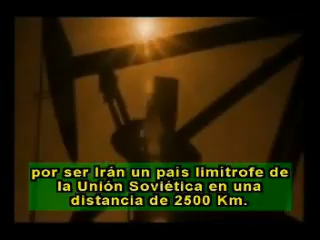 por ser Irán un país limítrofe de
la Unión Soviética en una
distancia de 2500 Km.